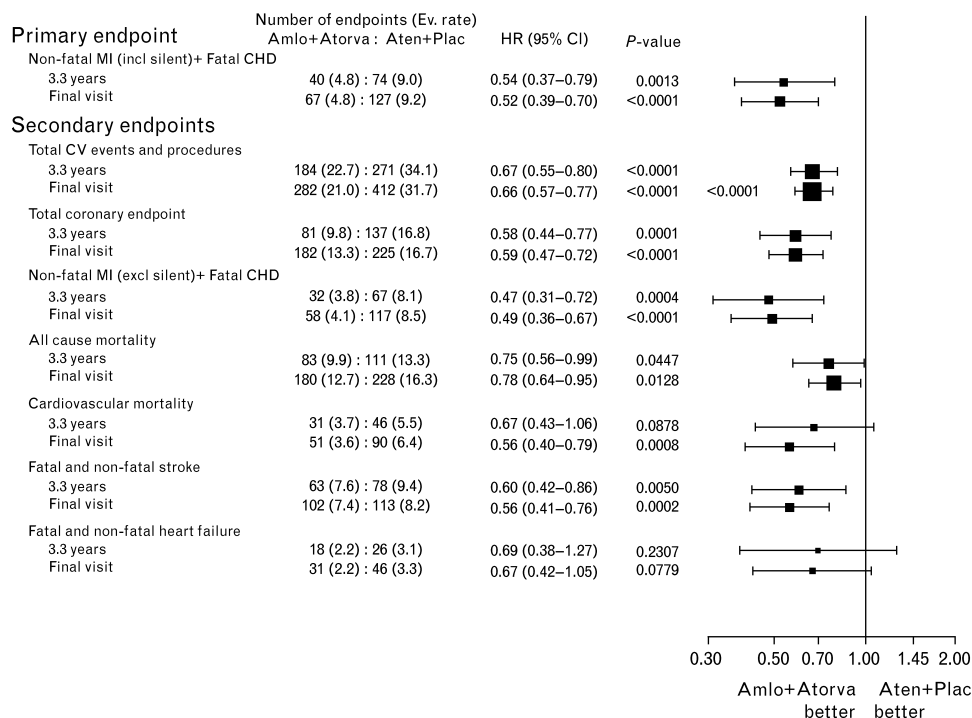 Number of endpoints (Ev. rate)
Primary endpoint Amlo+Atorva : Aten+Plac HR (95% CI) P-value
Non-fatal MI (incl silent)+ Fatal CHD
3.3 years 40 (4.8) : 74 (9.0) 0.54 (0.37–0.79) 0.0013
Final visit 67 (4.8) : 127 (9.2) 0.52 (0.39–0.70) <0.0001
Secondary endpoints
Total CV events and procedures
3.3 years 184 (22.7) : 271 (34.1) 0.67 (0.55–0.80) <0.0001
Final visit 282 (21.0) : 412 (31.7) 0.66 (0.57–0.77) <0.0001 <0.0001
Total coronary endpoint
3.3 years 81 (9.8) : 137 (16.8) 0.58 (0.44–0.77) 0.0001
Final visit 182 (13.3) : 225 (16.7) 0.59 (0.47–0.72) <0.0001
Non-fatal MI (excl silent)+ Fatal CHD
3.3 years 32 (3.8) : 67 (8.1) 0.47 (0.31–0.72) 0.0004
Final visit 58 (4.1) : 117 (8.5) 0.49 (0.36–0.67) <0.0001
All cause mortality
3.3 years 83 (9.9) : 111 (13.3) 0.75 (0.56–0.99) 0.0447
Final visit 180 (12.7) : 228 (16.3) 0.78 (0.64–0.95) 0.0128
Cardiovascular mortality
3.3 years 31 (3.7) : 46 (5.5) 0.67 (0.43–1.06) 0.0878
Final visit 51 (3.6) : 90 (6.4) 0.56 (0.40–0.79) 0.0008
Fatal and non-fatal stroke
3.3 years 63 (7.6) : 78 (9.4) 0.60 (0.42–0.86) 0.0050
Final visit 102 (7.4) : 113 (8.2) 0.56 (0.41–0.76) 0.0002
Fatal and non-fatal heart failure
3.3 years 18 (2.2) : 26 (3.1) 0.69 (0.38–1.27) 0.2307
Final visit 31 (2.2) : 46 (3.3) 0.67 (0.42–1.05) 0.0779
0.30 0.50 0.70 1.00 1.45 2.00
Amlo+Atorva Aten+Plac
better better